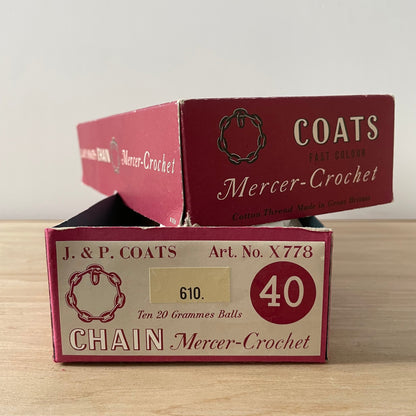 CHAIN Mercer-Crochet
COATS
FAST COLOUR
Mercer-Crochet
Cotton Thread Made in Great Britain
J. & P. COATS Art. No. X778
610.
40
Ten 20 Grammes Balls
CHAIN Mercer-Crochet